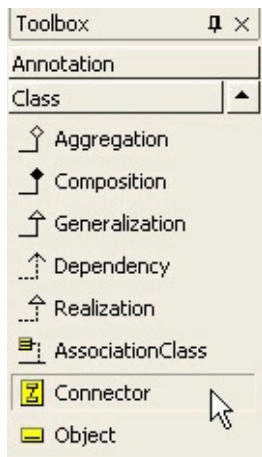 Toolbox
Annotation
Class
Aggregation
Composition
Generalization
Dependency
Realization
AssociationClass
Connector
Object